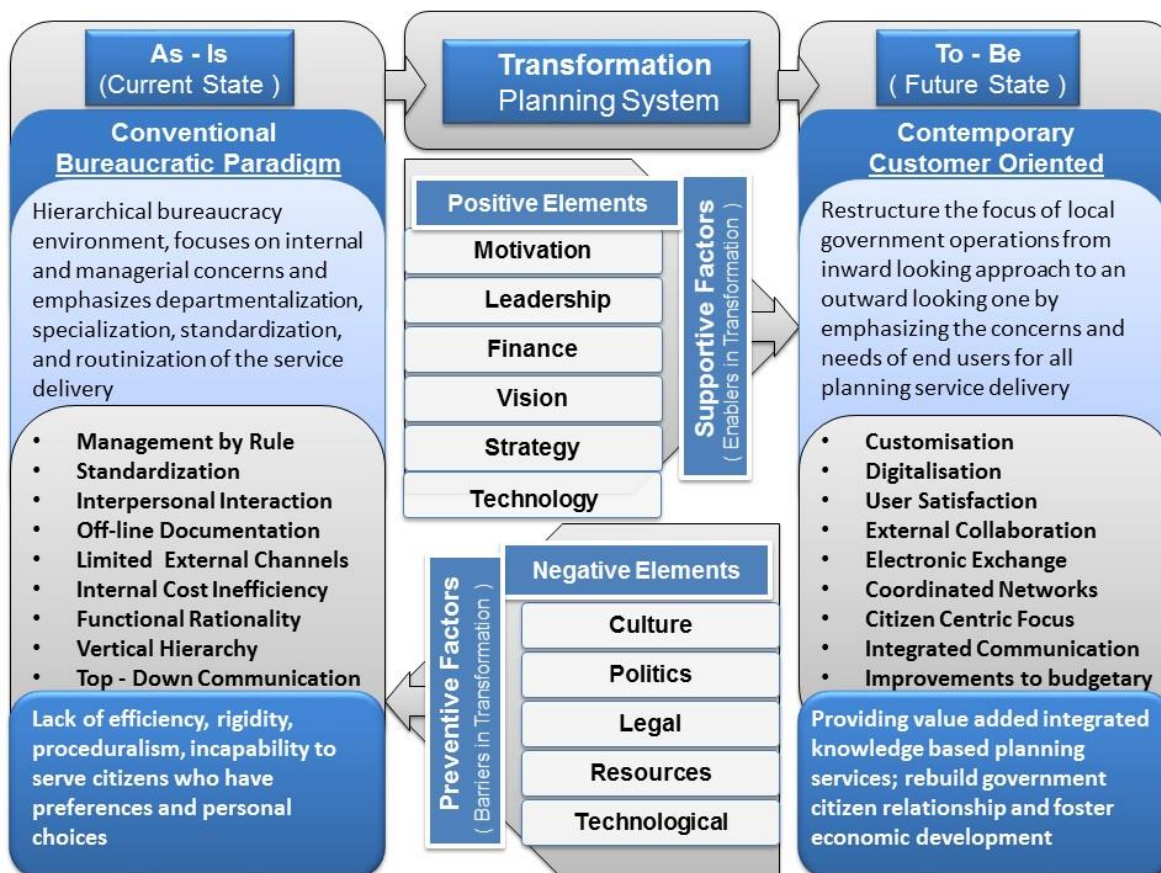 As - Is
(Current State )
Conventional
Bureaucratic Paradigm
Hierarchical bureaucracy
environment, focuses on internal
and managerial concerns and
emphasizes departmentalization,
specialization, standardization,
and routinization of the service
delivery
• Management by Rule
• Standardization
• Interpersonal Interaction
• Off-line Documentation
• Limited External Channels
• Internal Cost Inefficiency
• Functional Rationality
• Vertical Hierarchy
• Top - Down Communication
Lack of efficiency, rigidity,
proceduralism, incapability to
serve citizens who have
preferences and personal
choices
Transformation
Planning System
Positive Elements
Motivation
Leadership
Finance
Vision
Strategy
Technology
Supportive Factors
( Enablers in Transformation )
Negative Elements
Culture
Politics
Legal
Resources
Technological
Preventive Factors
( Barriers in Transformation )
To - Be
( Future State )
Contemporary
Customer Oriented
Restructure the focus of local
government operations from
inward looking approach to an
outward looking one by
emphasizing the concerns and
needs of end users for all
planning service delivery
• Customisation
• Digitalisation
• User Satisfaction
• External Collaboration
• Electronic Exchange
• Coordinated Networks
• Citizen Centric Focus
• Integrated Communication
• Improvements to budgetary
Providing value added integrated
knowledge based planning
services; rebuild government
citizen relationship and foster
economic development